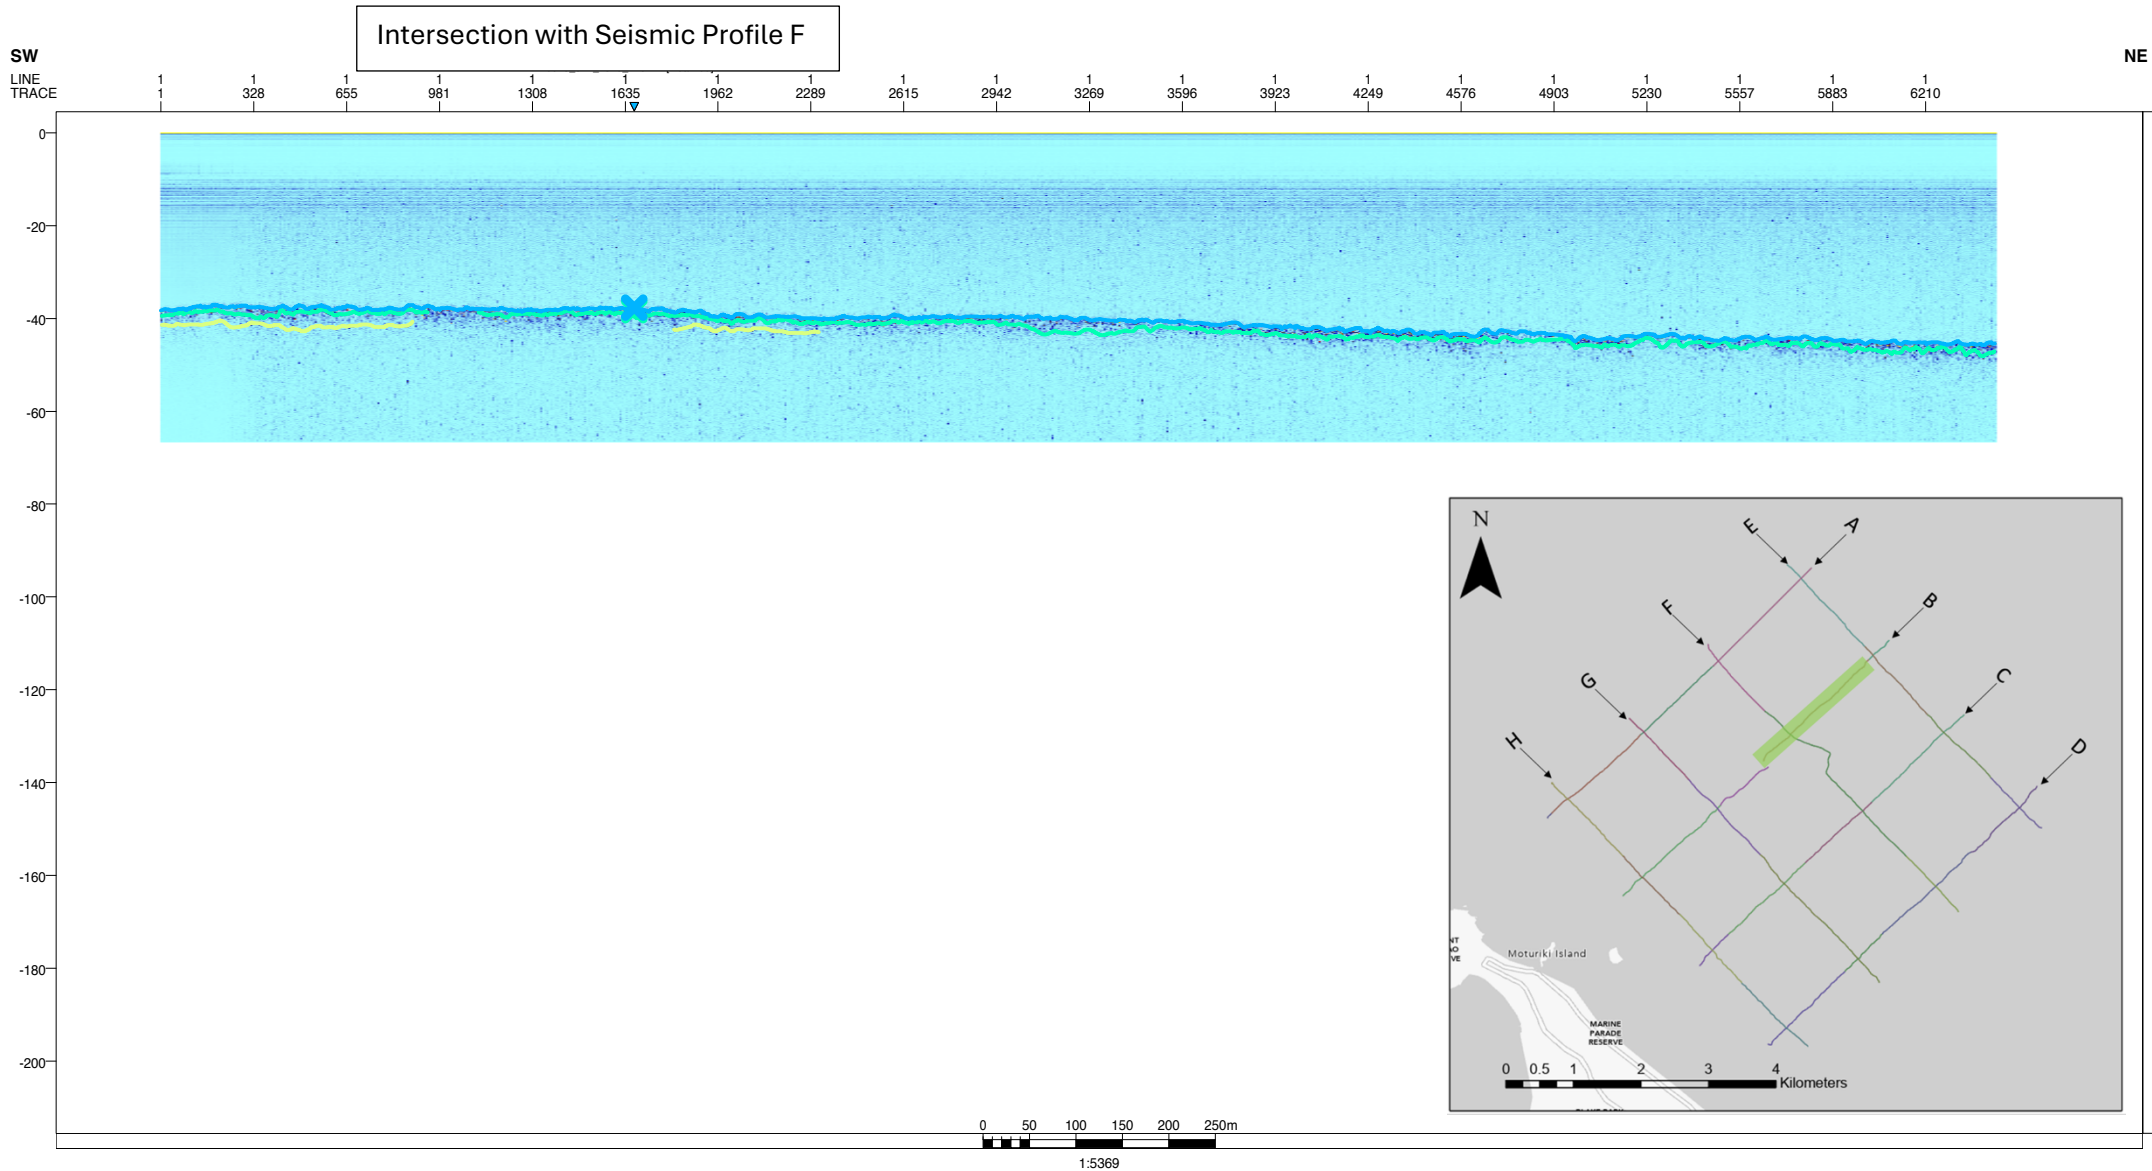 Intersection with Seismic Profile F
SW
NE
LINE 1 1 1 1 1 1 1 1 1 1 1 1 1 1 1 1 1 1 1 1
TRACE 1 328 655 981 1308 1635 1962 2289 2615 2942 3269 3596 3923 4249 4576 4903 5230 5557 5883 6210
0
-20
-40
-60
-80
-100
-120
-140
-160
-180
-200
N
E
A
F
B
G
C
H
D
NT
VE
Moturiki Island
MARINE
PARADE
RESERVE
0 0.5 1 2 3 4
Kilometers
0 50 100 150 200 250m
1:5369